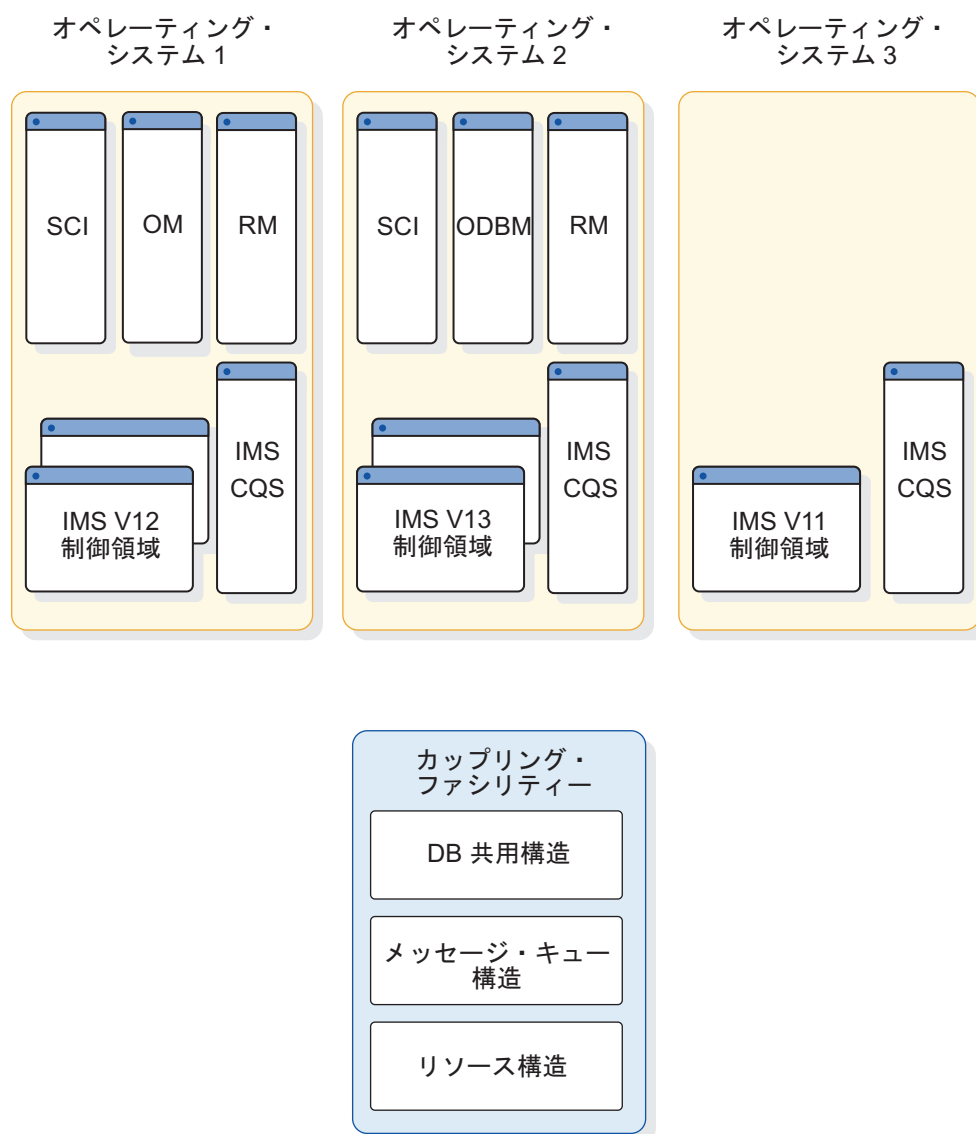 オペレーティング・
システム 1
オペレーティング・
システム 2
オペレーティング・
システム 3
SCI
OM
RM
IMS
CQS
IMS V12
制御領域
SCI
ODBM
RM
IMS
CQS
IMS V13
制御領域
IMS
CQS
IMS V11
制御領域
カップリング・
ファシリティー
DB 共用構造
メッセージ・キュー
構造
リソース構造